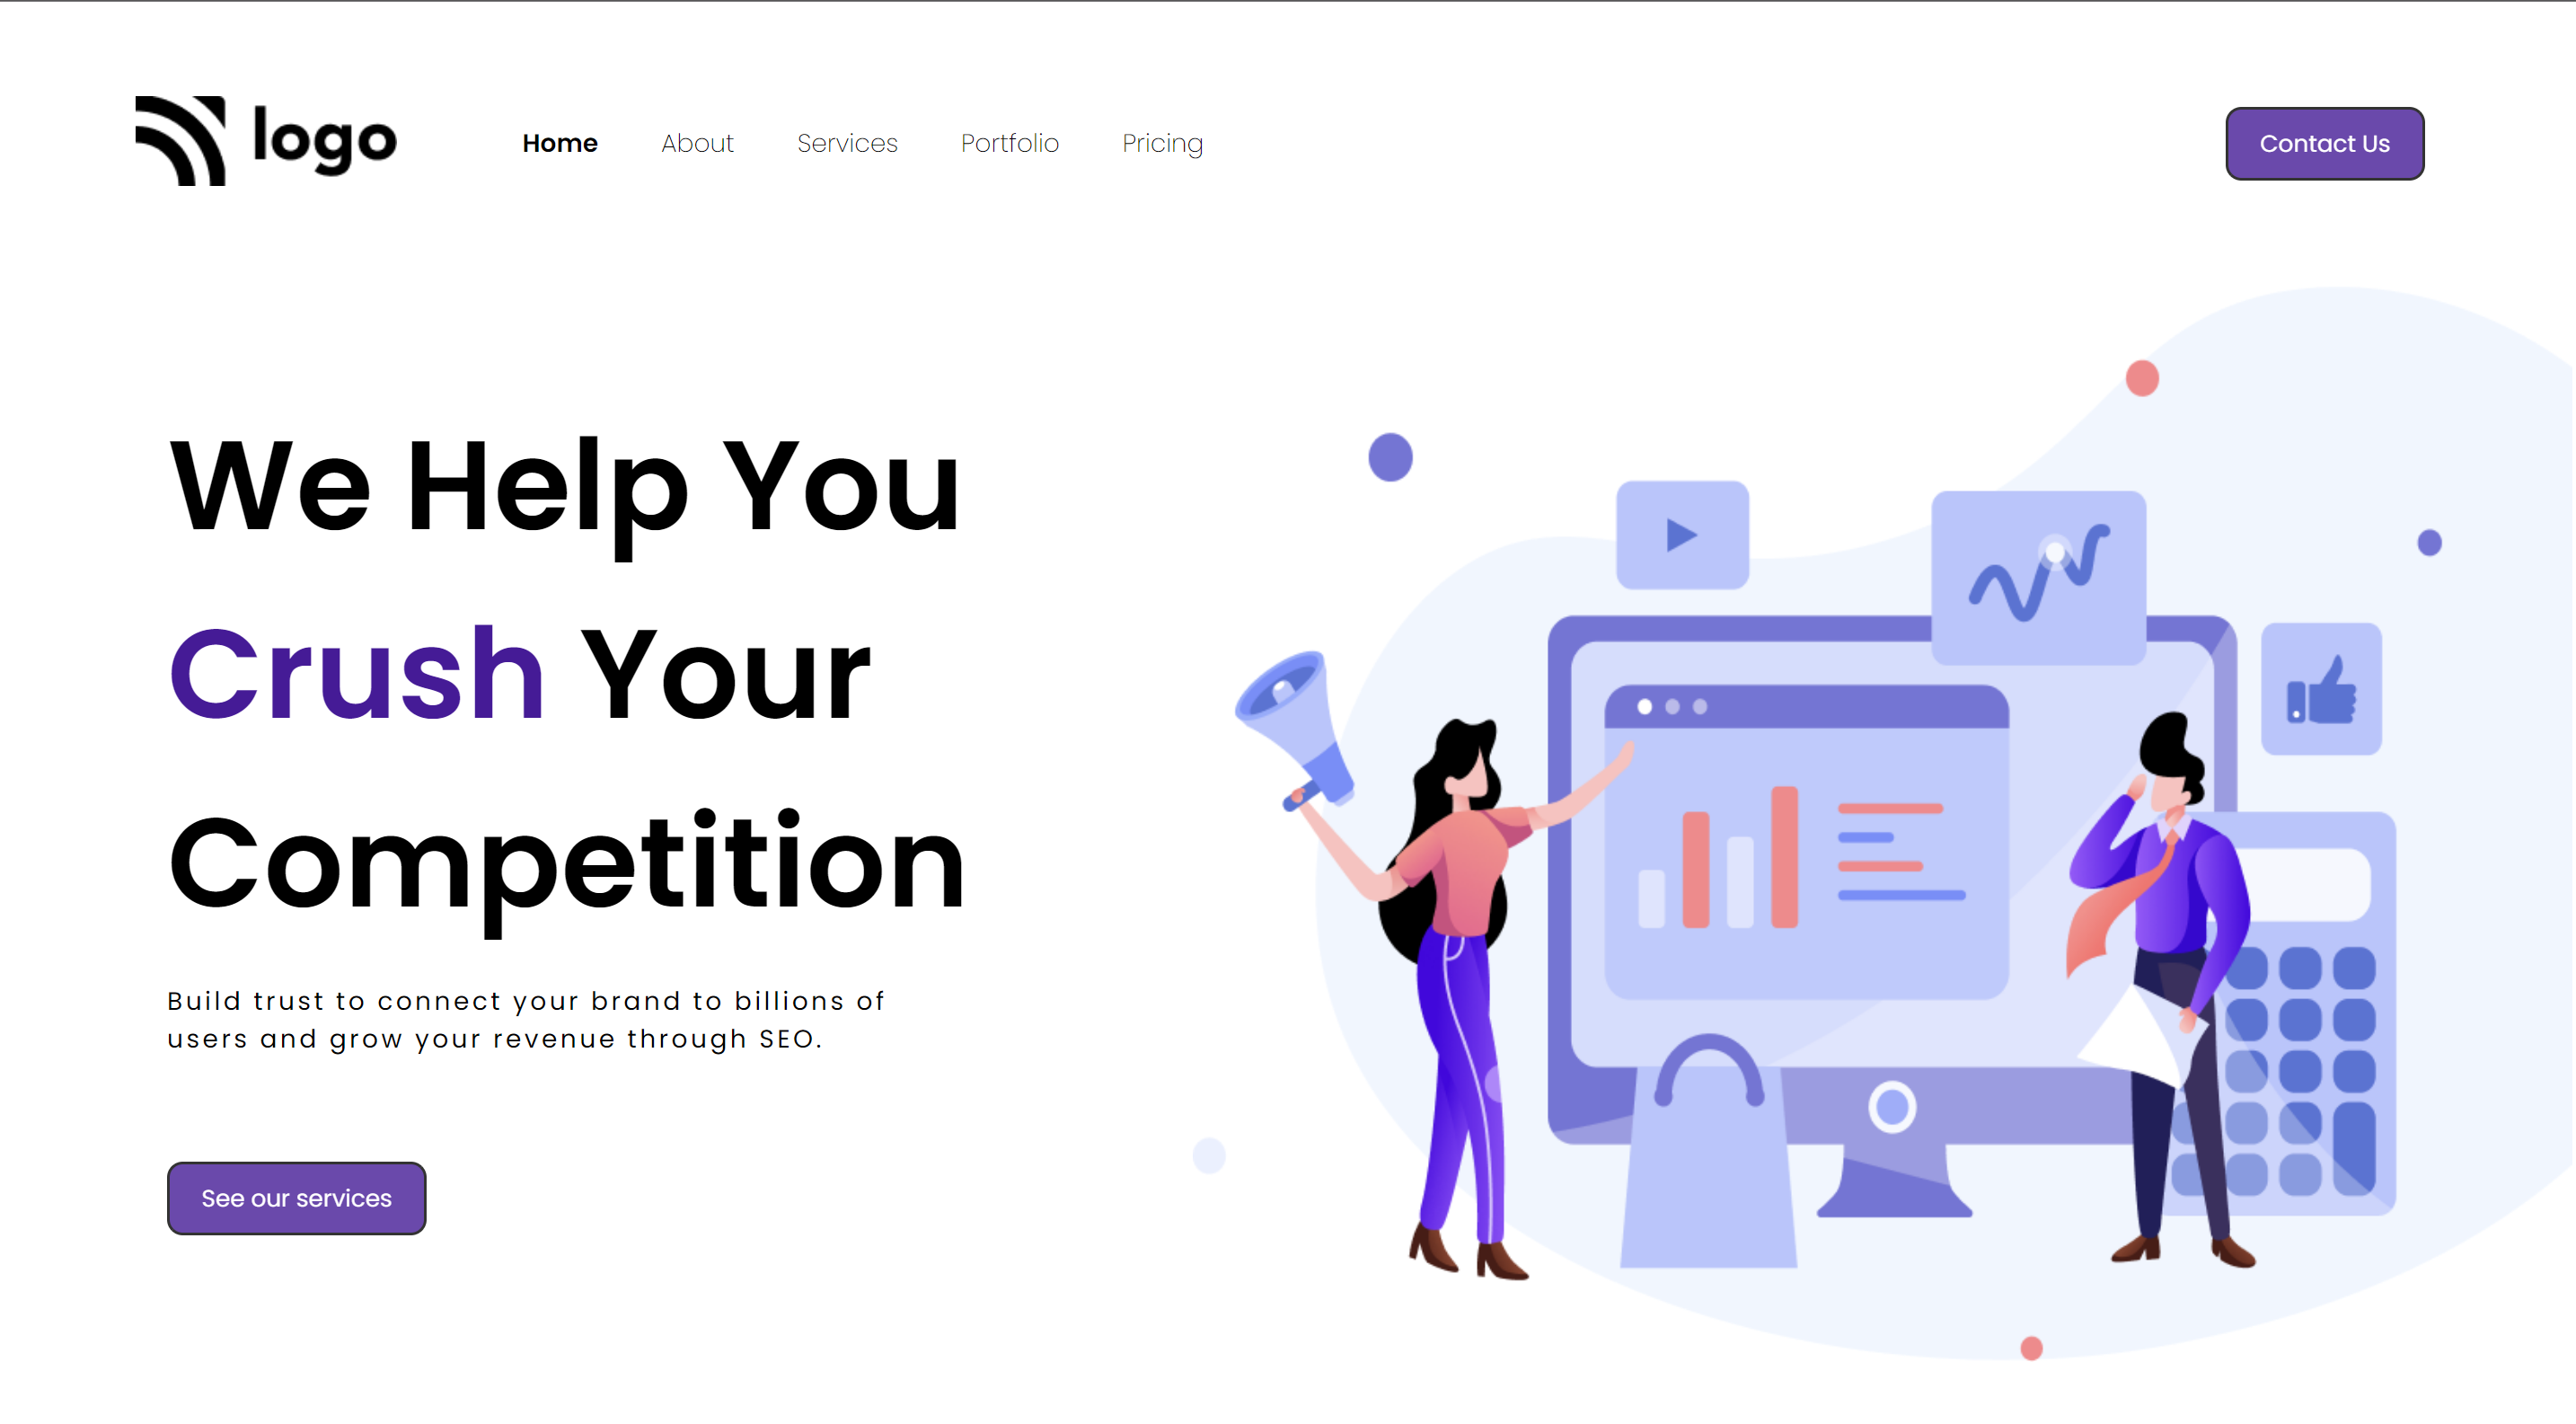 logo
Home About Services Portfolio Pricing
Contact Us
We Help You
Crush Your
Competition
Build trust to connect your brand to billions of
users and grow your revenue through SEO.
See our services